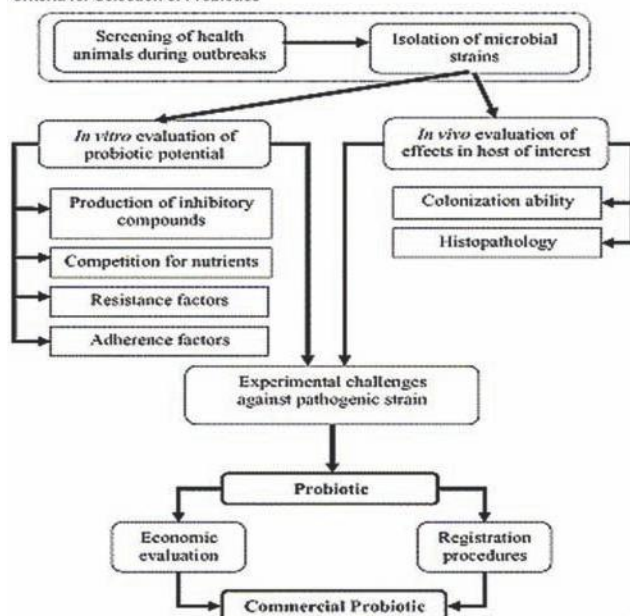 Screening of health
animals during outbreaks
Isolation of microbial
strains
In vitro evaluation of
probiotic potential
In vivo evaluation of
effects in host of interest
Production of inhibitory
compounds
Colonization ability
Histopathology
Competition for nutrients
Resistance factors
Adherence factors
Experimental challenges
against pathogenic strain
Probiotic
Economic
evaluation
Registration
procedures
Commercial Probiotic